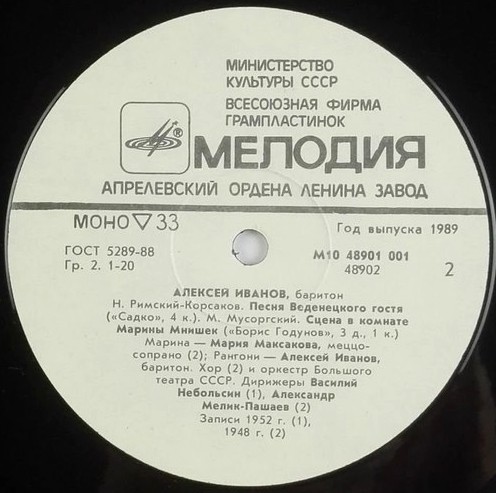 МИНИСТЕРСТВО
КУЛЬТУРЫ СССР
ВСЕСОЮЗНАЯ ФИРМА
ГРАМПЛАСТИНОК
® МЕЛОДИЯ
АПРЕЛЕВСКИЙ ОРДЕНА ЛЕНИНА ЗАВОД
МОНО ▽ 33
Год выпуска 1989
ГОСТ 5289-88
М10 48901 001
Гр. 2. 1-20
48902
2
АЛЕКСЕЙ ИВАНОВ, баритон
Н. Римский-Корсаков. Песня Веденецкого гостя
(«Садко», 4 к.). М. Мусоргский. Сцена в комнате
Марины Мнишек («Борис Годунов», 3 д., 1 к.)
Марина — Мария Максакова, меццо-
сопрано (2); Рангони — Алексей Иванов,
баритон. Хор (2) и оркестр Большого
театра СССР. Дирижеры Василий
Небольсин (1), Александр
Мелик-Пашаев (2)
Записи 1952 г. (1),
1948 г. (2)